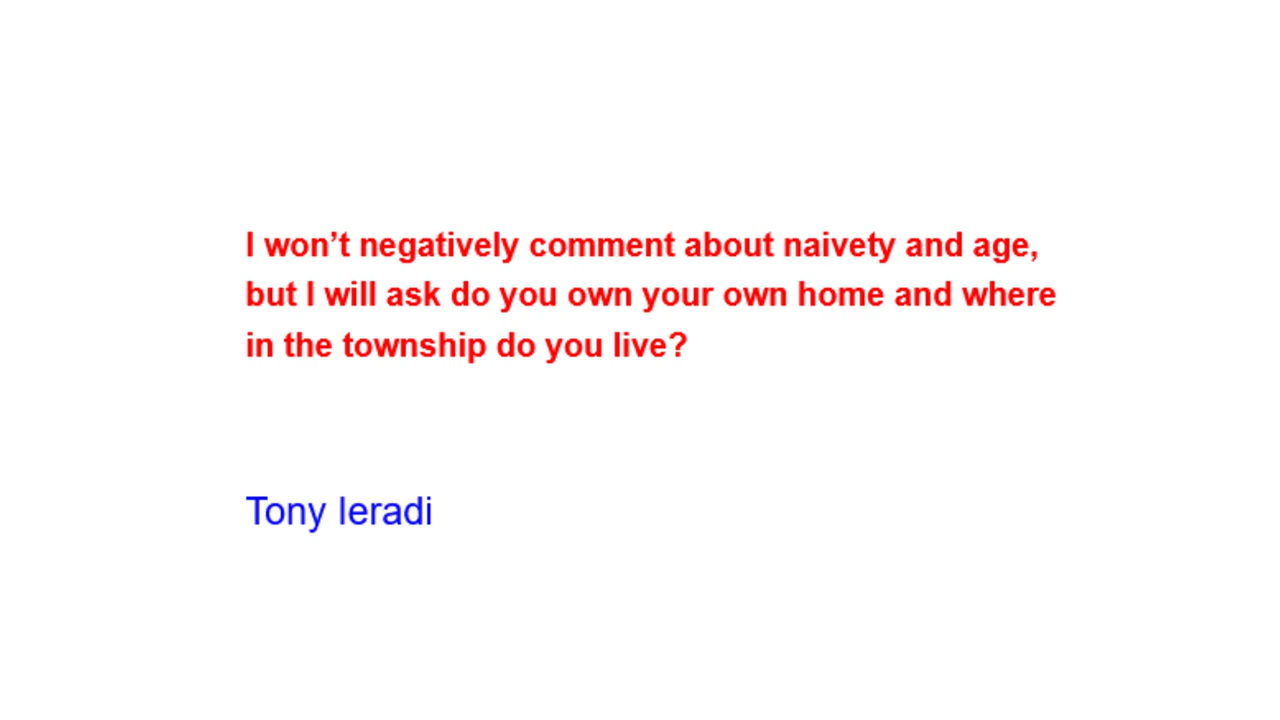 I won’t negatively comment about naivety and age,
but I will ask do you own your own home and where
in the township do you live?
Tony Ieradi